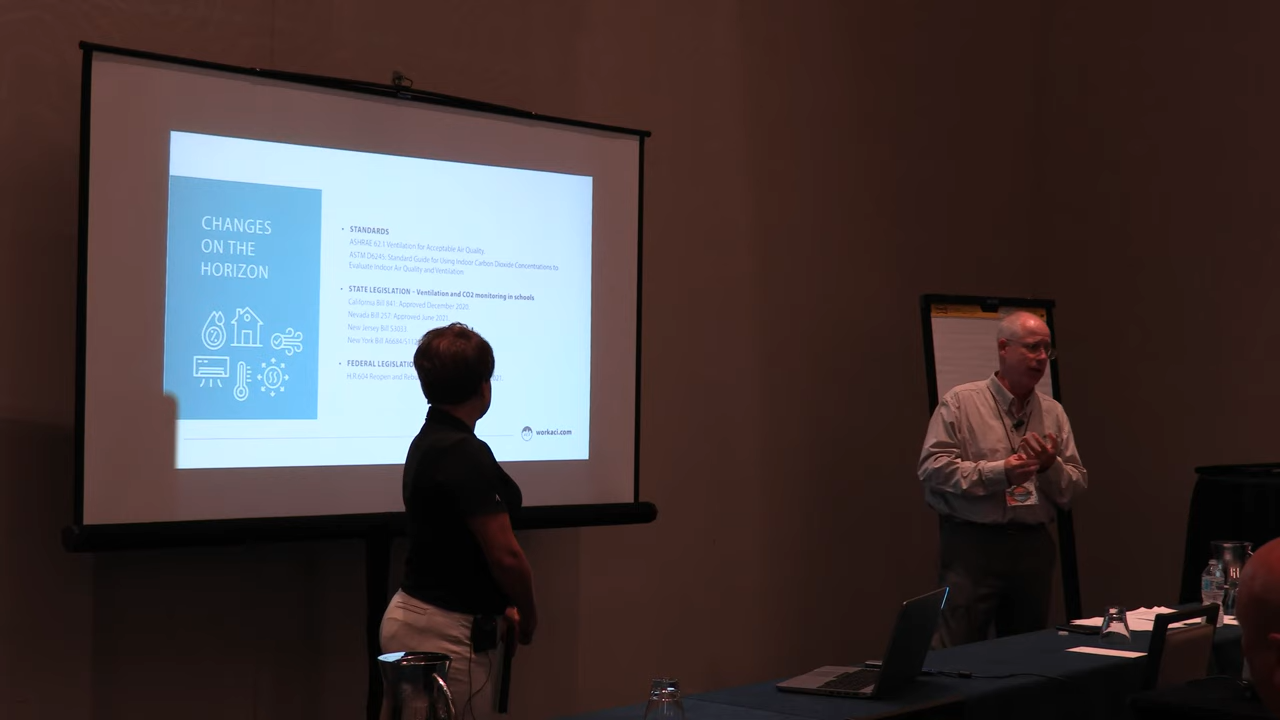 CHANGES
ON THE
HORIZON
• STANDARDS
ASHRAE 62.1 Ventilation for Acceptable Air Quality.
ASTM D6245: Standard Guide for Using Indoor Carbon Dioxide Concentrations to
Evaluate Indoor Air Quality and Ventilation.
• STATE LEGISLATION - Ventilation and CO2 monitoring in schools
California Bill 841: Approved December 2020.
Nevada Bill 257: Approved June 2021.
New Jersey Bill
New York Bill
• FEDERAL
H.R.604 Reopen and
workaci.com